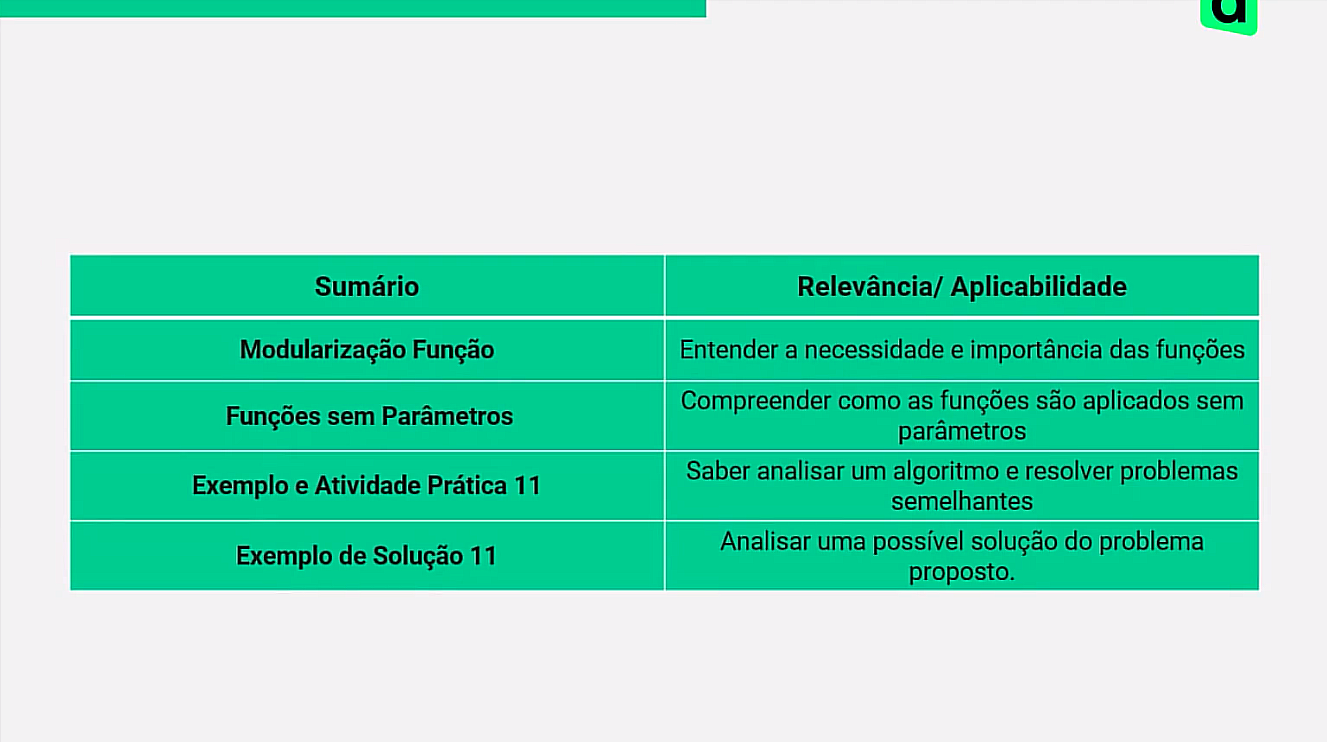 d
Sumário
Relevância/ Aplicabilidade
Modularização Função
Entender a necessidade e importância das funções
Funções sem Parâmetros
Compreender como as funções são aplicados sem
parâmetros
Exemplo e Atividade Prática 11
Saber analisar um algoritmo e resolver problemas
semelhantes
Exemplo de Solução 11
Analisar uma possível solução do problema
proposto.